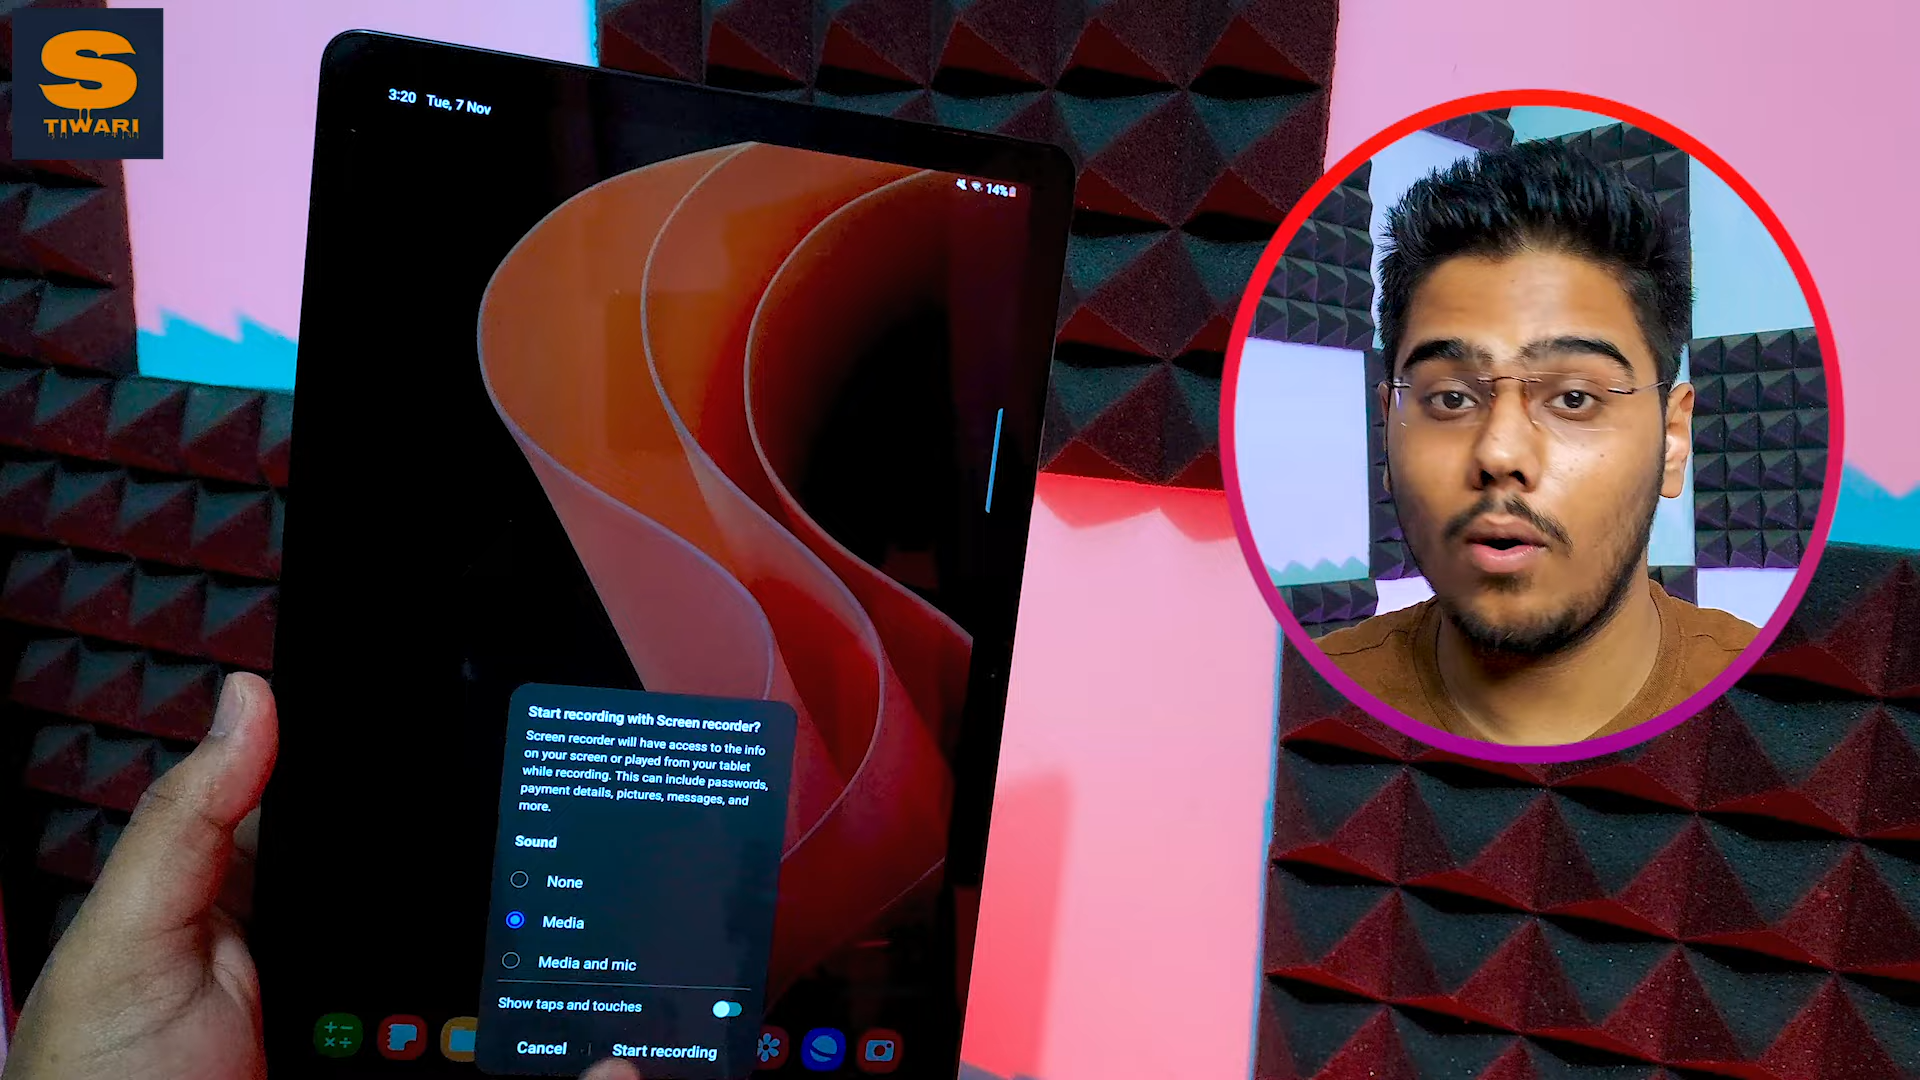 S
TIWARI
3:20 Tue, 7 Nov
14%
Start recording with Screen recorder?
Screen recorder will have access to the info
on your screen or played from your tablet
while recording. This can include passwords,
payment details, pictures, messages, and
more.
Sound
None
Media
Media and mic
Show taps and touches
Cancel
Start recording